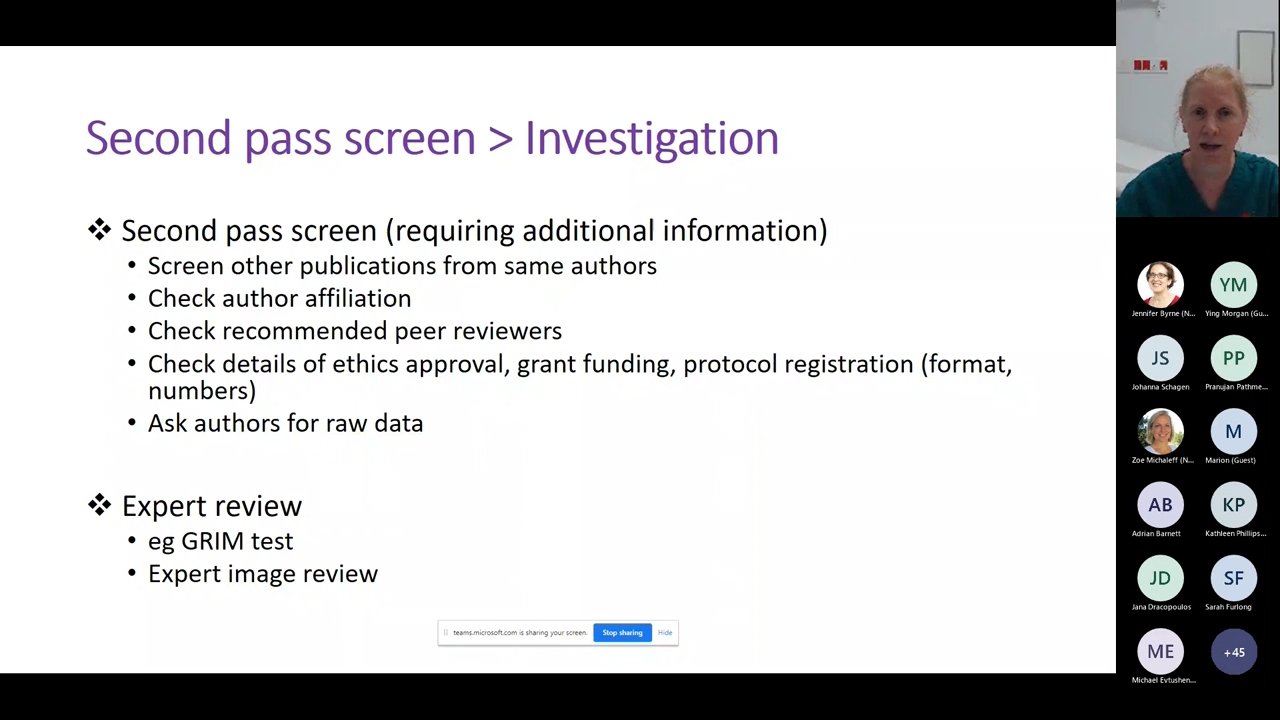 Second pass screen > Investigation
❖ Second pass screen (requiring additional information)
• Screen other publications from same authors
• Check author affiliation
• Check recommended peer reviewers
• Check details of ethics approval, grant funding, protocol registration (format,
numbers)
• Ask authors for raw data
❖ Expert review
• eg GRIM test
• Expert image review
teams.microsoft.com is sharing your screen. Stop sharing Hide
Jennifer Byrne (N...
YM
Ying Morgan (Gu...
JS
Johanna Schagen
PP
Pranujan Pathme...
Zoe Michaleff (N...
M
Marion (Guest)
AB
Adrian Barnett
KP
Kathleen Phillips...
JD
Jana Dracopoulos
SF
Sarah Furlong
ME
Michael Evtushen...
+45